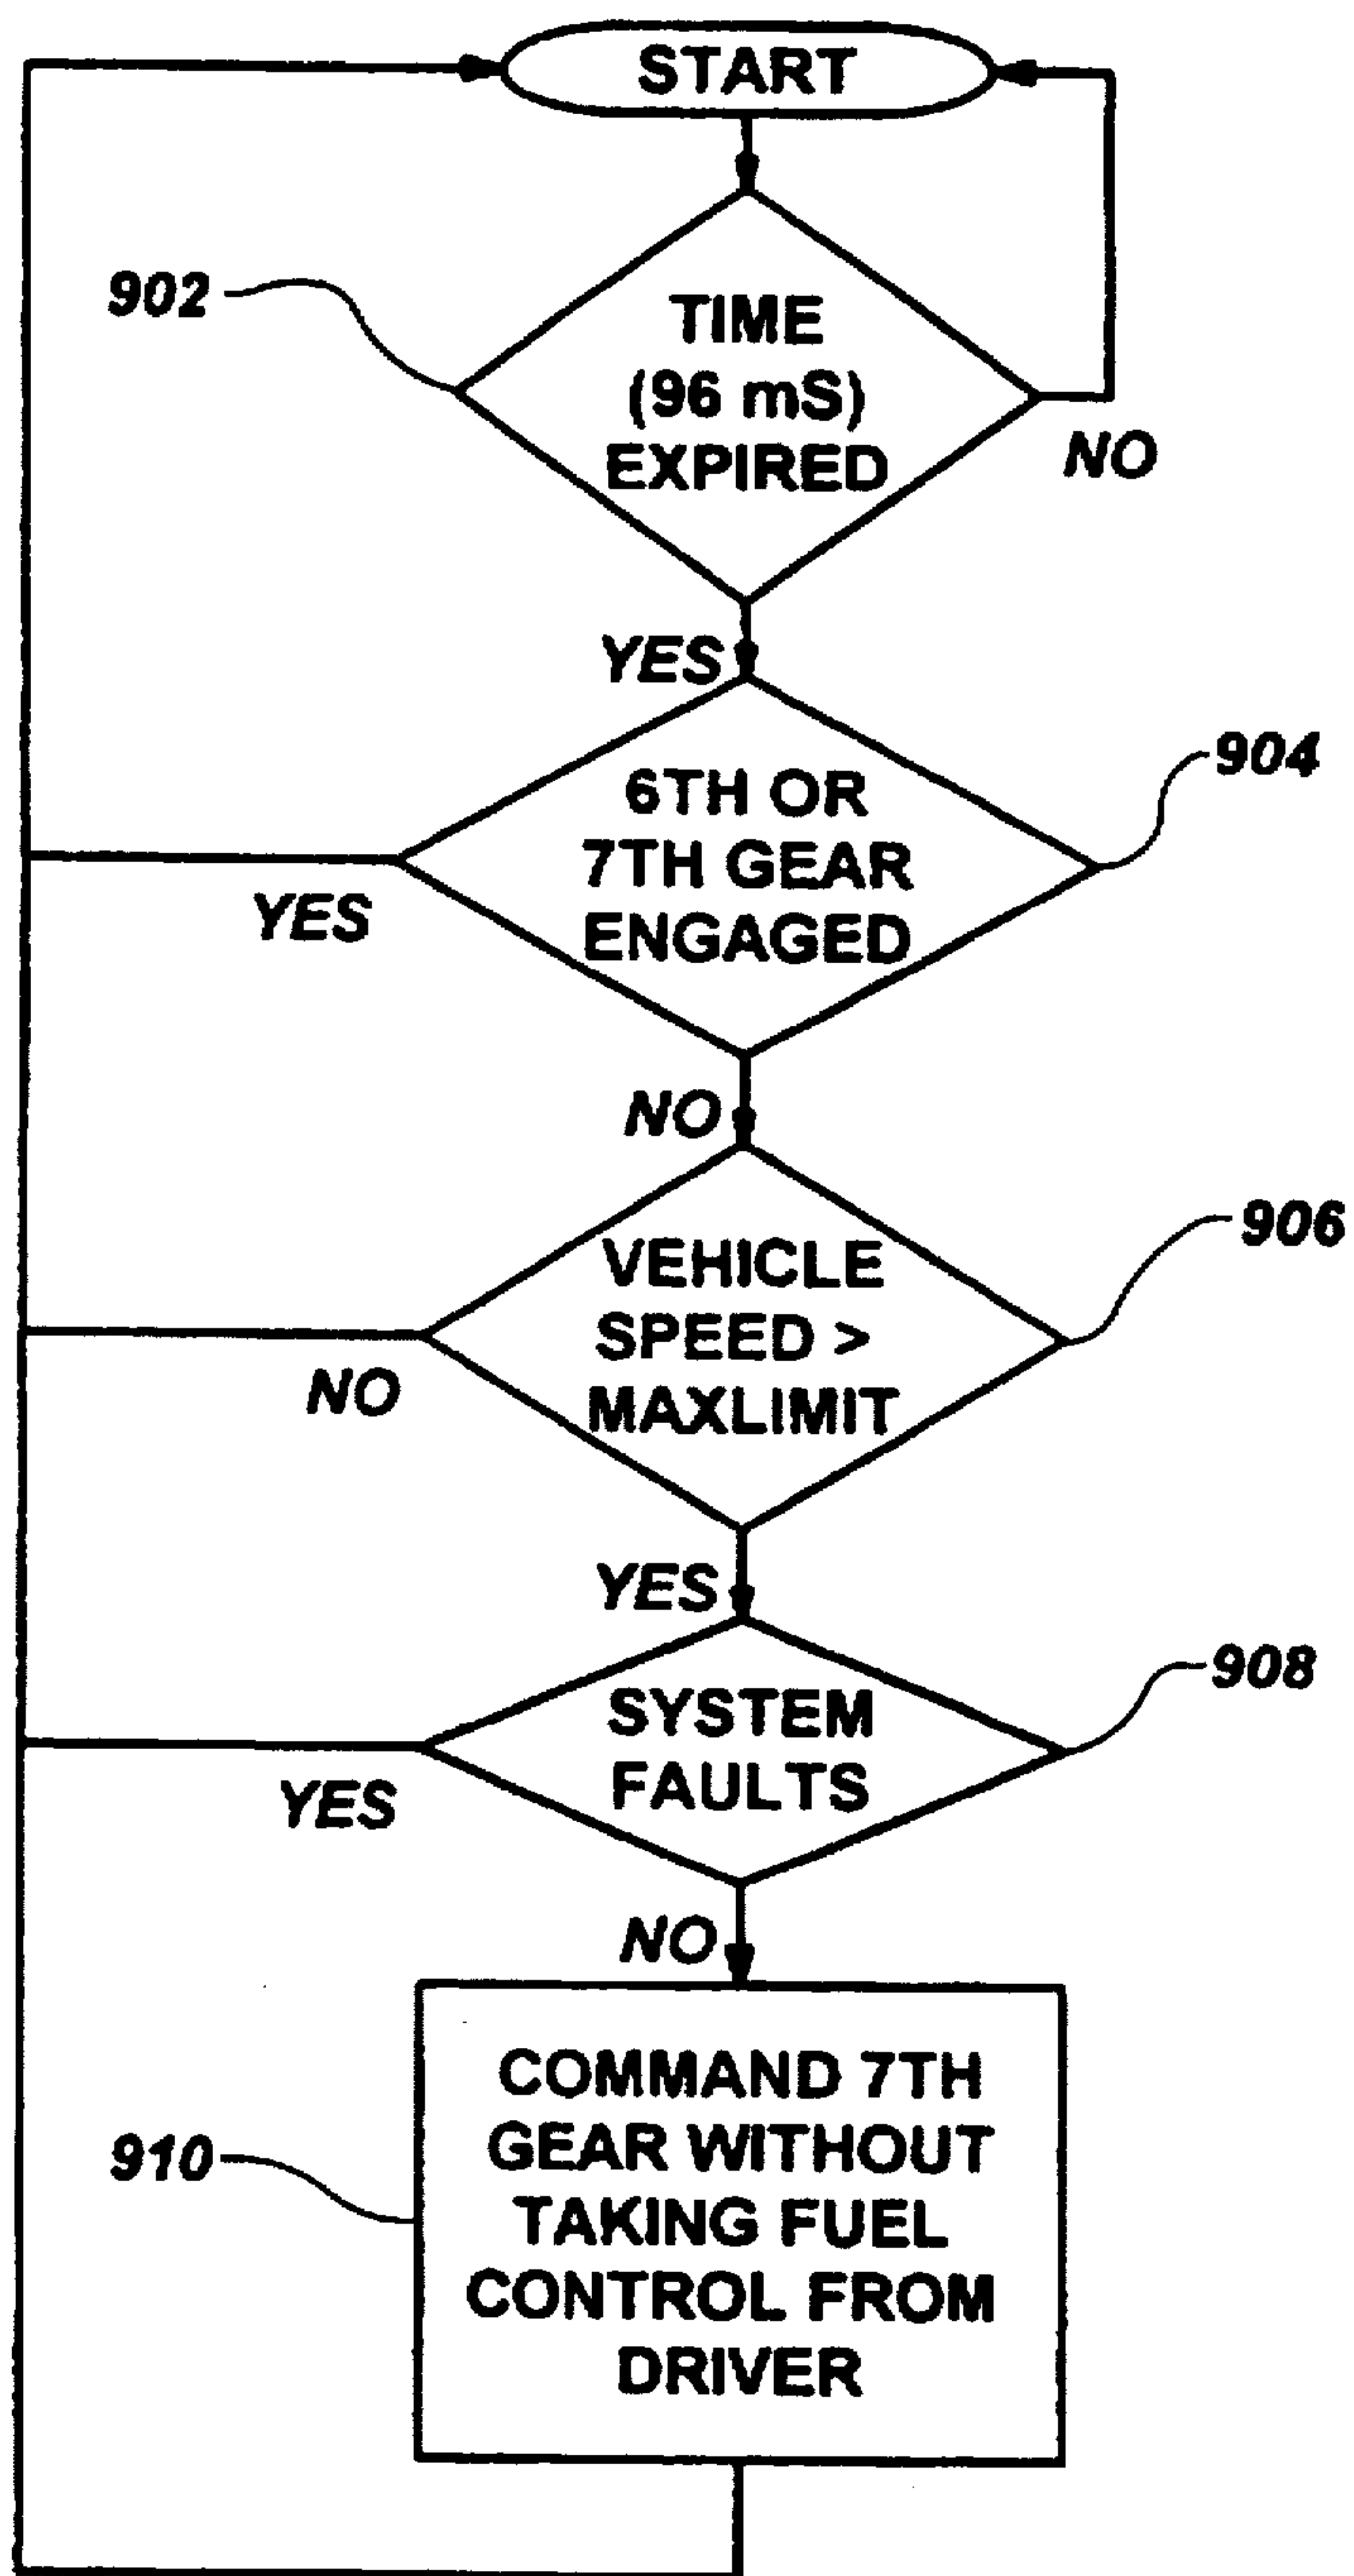 START
902
TIME
(96 mS)
EXPIRED
NO
YES
904
6TH OR
7TH GEAR
ENGAGED
YES
NO
906
VEHICLE
SPEED >
MAXLIMIT
NO
YES
908
SYSTEM
FAULTS
YES
NO
910
COMMAND 7TH
GEAR WITHOUT
TAKING FUEL
CONTROL FROM
DRIVER